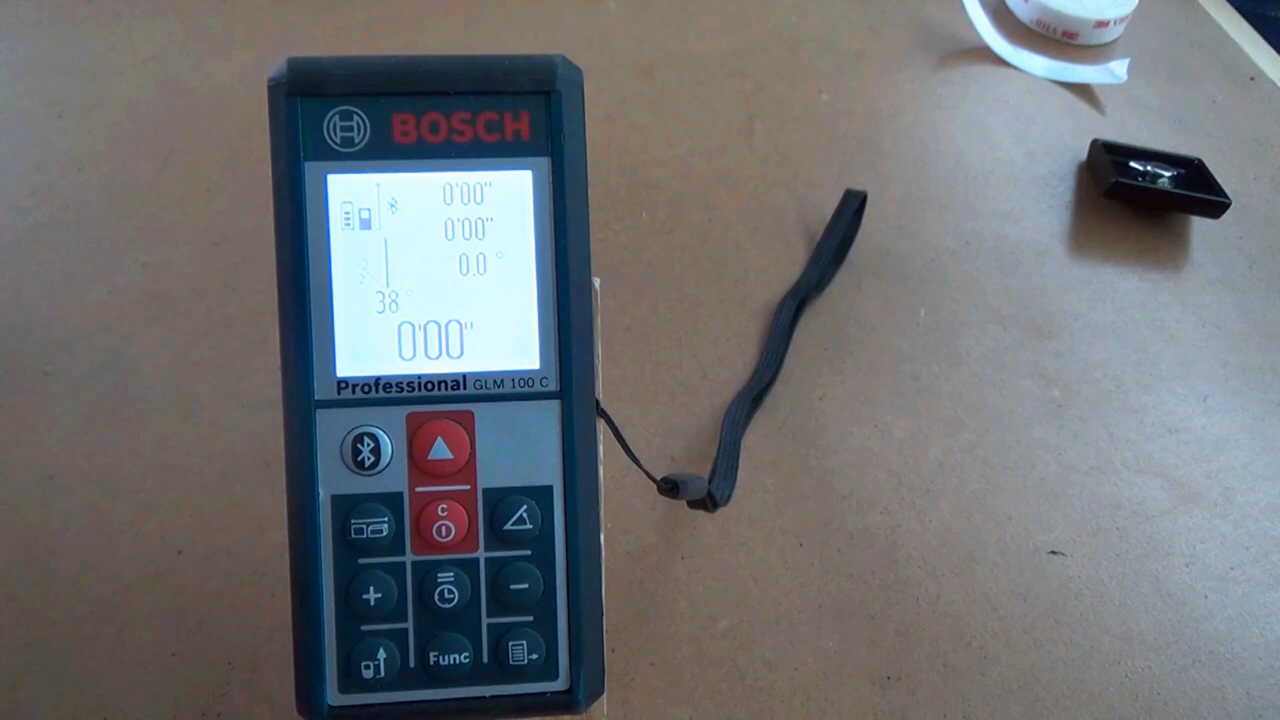 BOSCH
0'00"
0'00"
0.0°
38°
0'00"
Professional GLM 100 C
C
+
−
Func